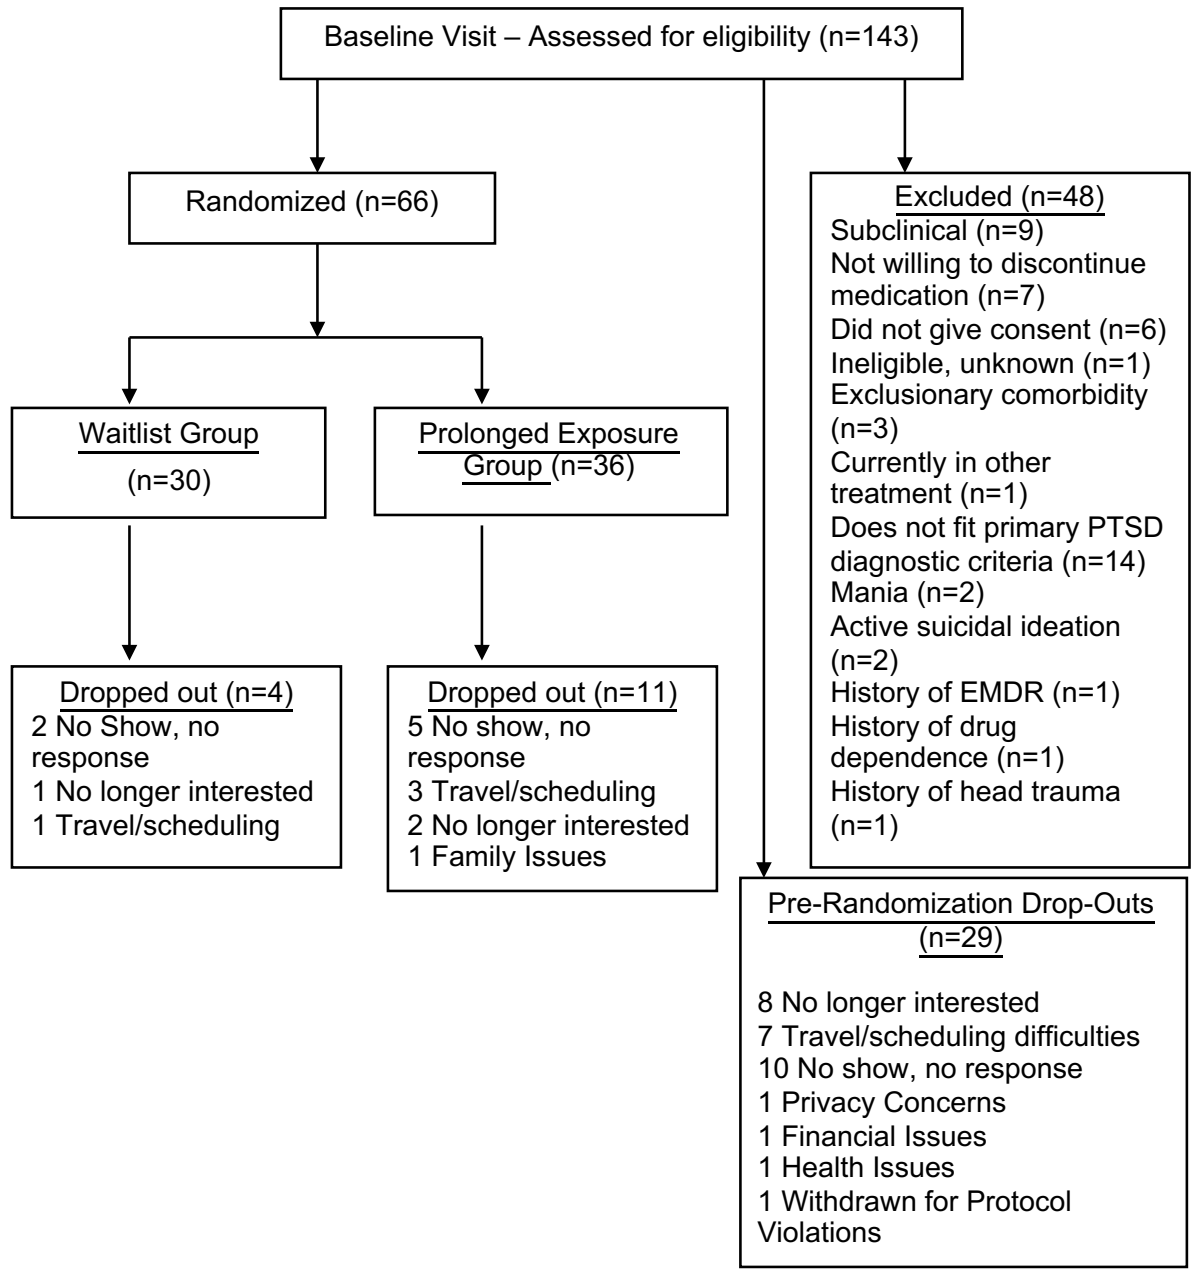 Baseline Visit – Assessed for eligibility (n=143)
Randomized (n=66)
Waitlist Group
(n=30)
Prolonged Exposure
Group (n=36)
Dropped out (n=4)
2 No Show, no
response
1 No longer interested
1 Travel/scheduling
Dropped out (n=11)
5 No show, no
response
3 Travel/scheduling
2 No longer interested
1 Family Issues
Excluded (n=48)
Subclinical (n=9)
Not willing to discontinue
medication (n=7)
Did not give consent (n=6)
Ineligible, unknown (n=1)
Exclusionary comorbidity
(n=3)
Currently in other
treatment (n=1)
Does not fit primary PTSD
diagnostic criteria (n=14)
Mania (n=2)
Active suicidal ideation
(n=2)
History of EMDR (n=1)
History of drug
dependence (n=1)
History of head trauma
(n=1)
Pre-Randomization Drop-Outs
(n=29)
8 No longer interested
7 Travel/scheduling difficulties
10 No show, no response
1 Privacy Concerns
1 Financial Issues
1 Health Issues
1 Withdrawn for Protocol
Violations